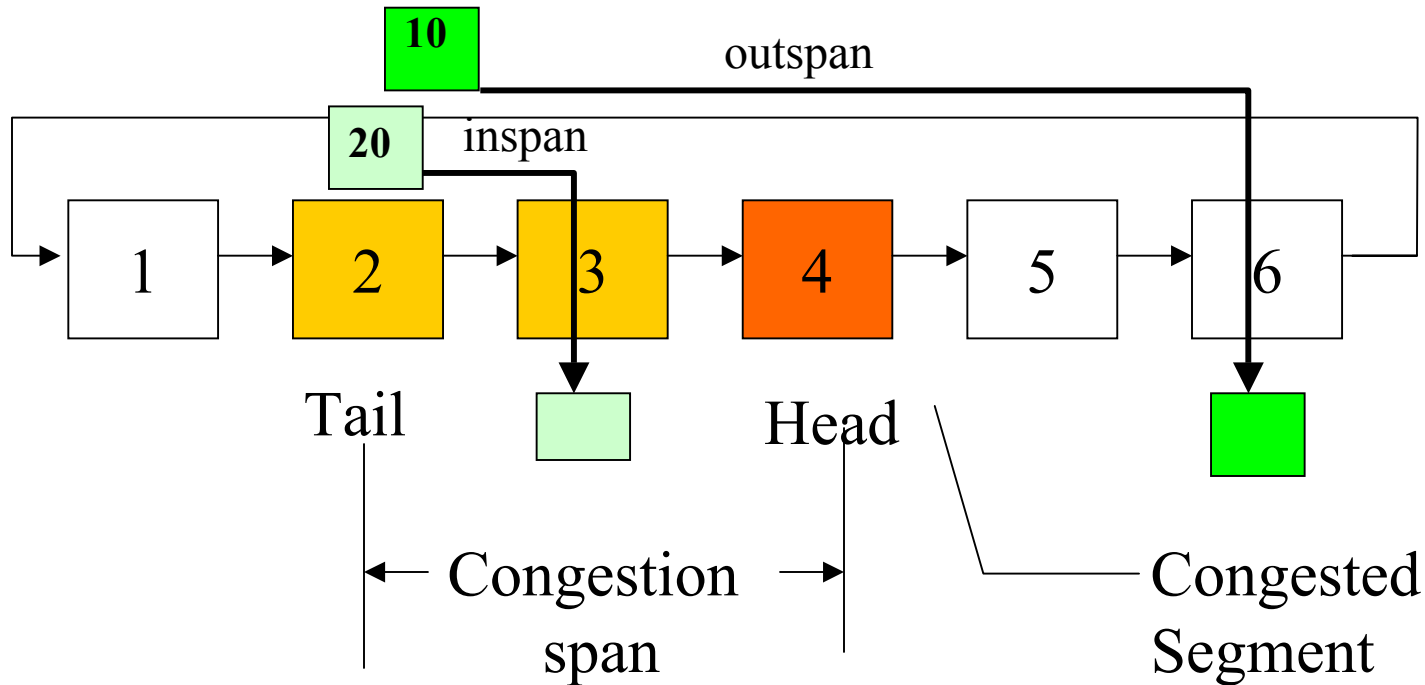 10
outspan
20
inspan
1 2 3 4 5 6
Tail
Head
Congestion
span
Congested
Segment